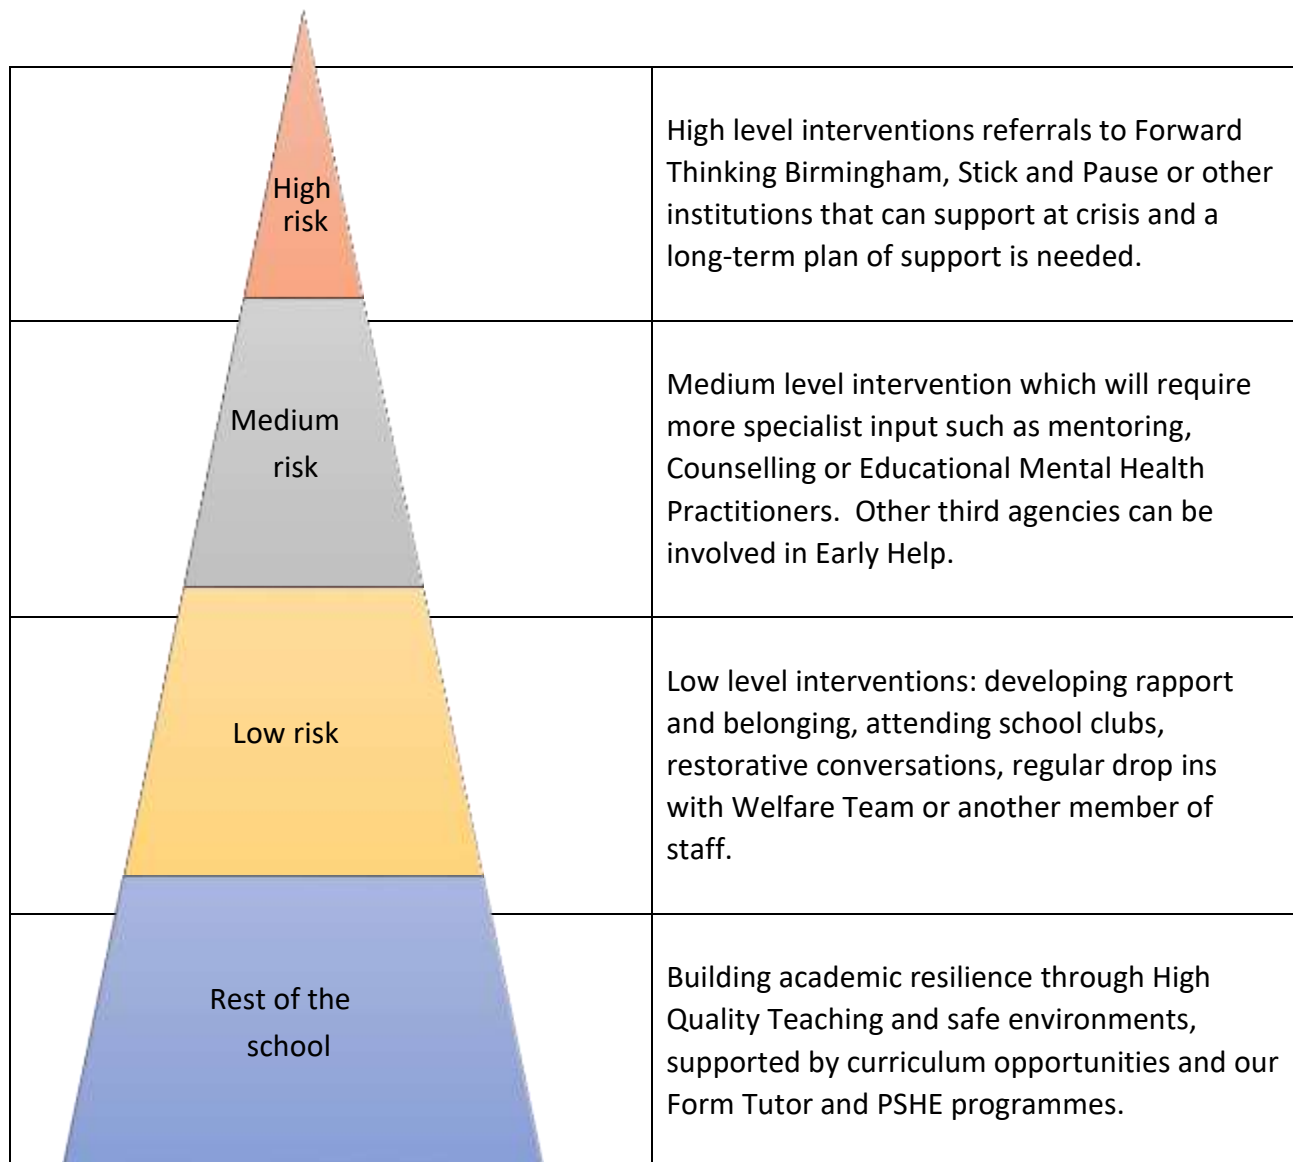 High
risk
High level interventions referrals to Forward
Thinking Birmingham, Stick and Pause or other
institutions that can support at crisis and a
long-term plan of support is needed.
Medium
risk
Medium level intervention which will require
more specialist input such as mentoring,
Counselling or Educational Mental Health
Practitioners.  Other third agencies can be
involved in Early Help.
Low risk
Low level interventions: developing rapport
and belonging, attending school clubs,
restorative conversations, regular drop ins
with Welfare Team or another member of
staff.
Rest of the
school
Building academic resilience through High
Quality Teaching and safe environments,
supported by curriculum opportunities and our
Form Tutor and PSHE programmes.